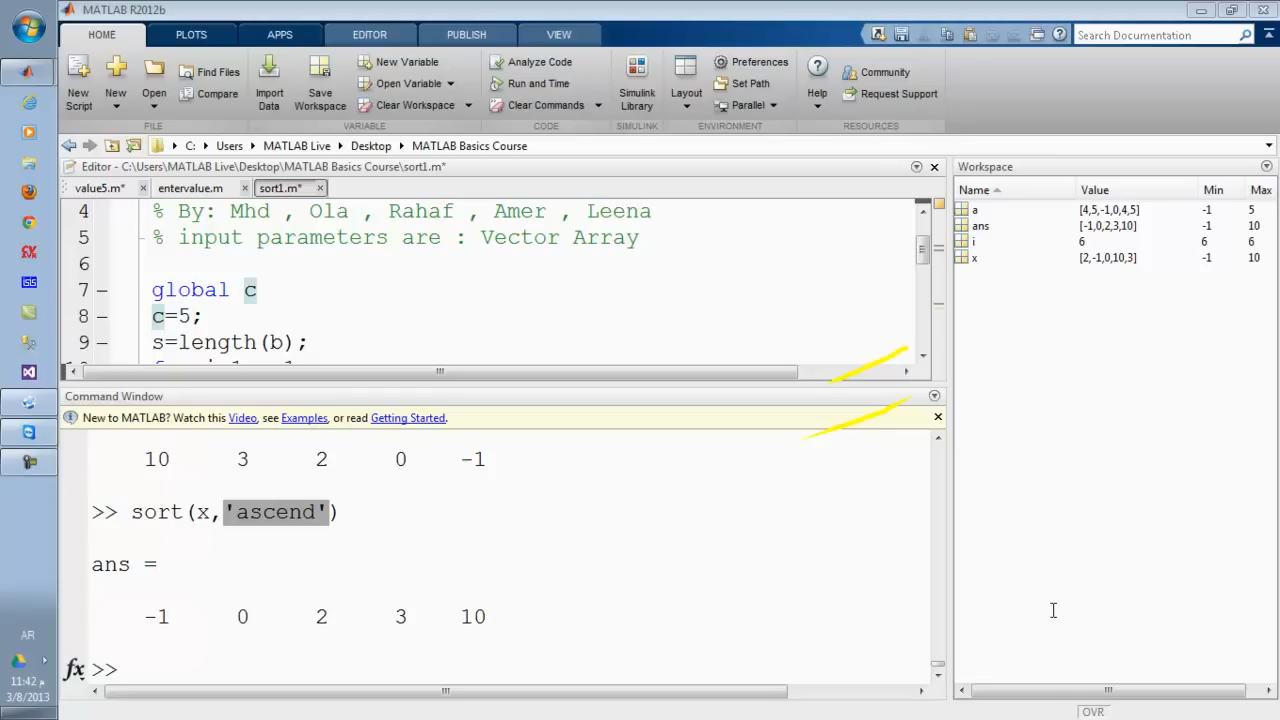 MATLAB R2012b
HOME PLOTS APPS EDITOR PUBLISH VIEW Search Documentation
New Script New Open Find Files Compare Import Data Save Workspace New Variable Open Variable Clear Workspace Analyze Code Run and Time Clear Commands Simulink Library Layout Preferences Set Path Parallel Help Community Request Support
FILE VARIABLE CODE SIMULINK ENVIRONMENT RESOURCES
C: Users MATLAB Live Desktop MATLAB Basics Course
Editor - C:\Users\MATLAB Live\Desktop\MATLAB Basics Course\sort1.m*
value5.m* entervalue.m sort1.m*
4 % By: Mhd , Ola , Rahaf , Amer , Leena
5 % input parameters are : Vector Array
6
7 global c
8 c=5;
9 s=length(b);
Command Window
New to MATLAB? Watch this Video, see Examples, or read Getting Started.
10 3 2 0 -1
>> sort(x,'ascend')
ans =
-1 0 2 3 10
fx >>
Workspace
Name Value Min Max
a [4,5,-1,0,4,5] -1 5
ans [-1,0,2,3,10] -1 10
i 6 6 6
x [2,-1,0,10,3] -1 10
OVR
AR
11:42 م
3/8/2013